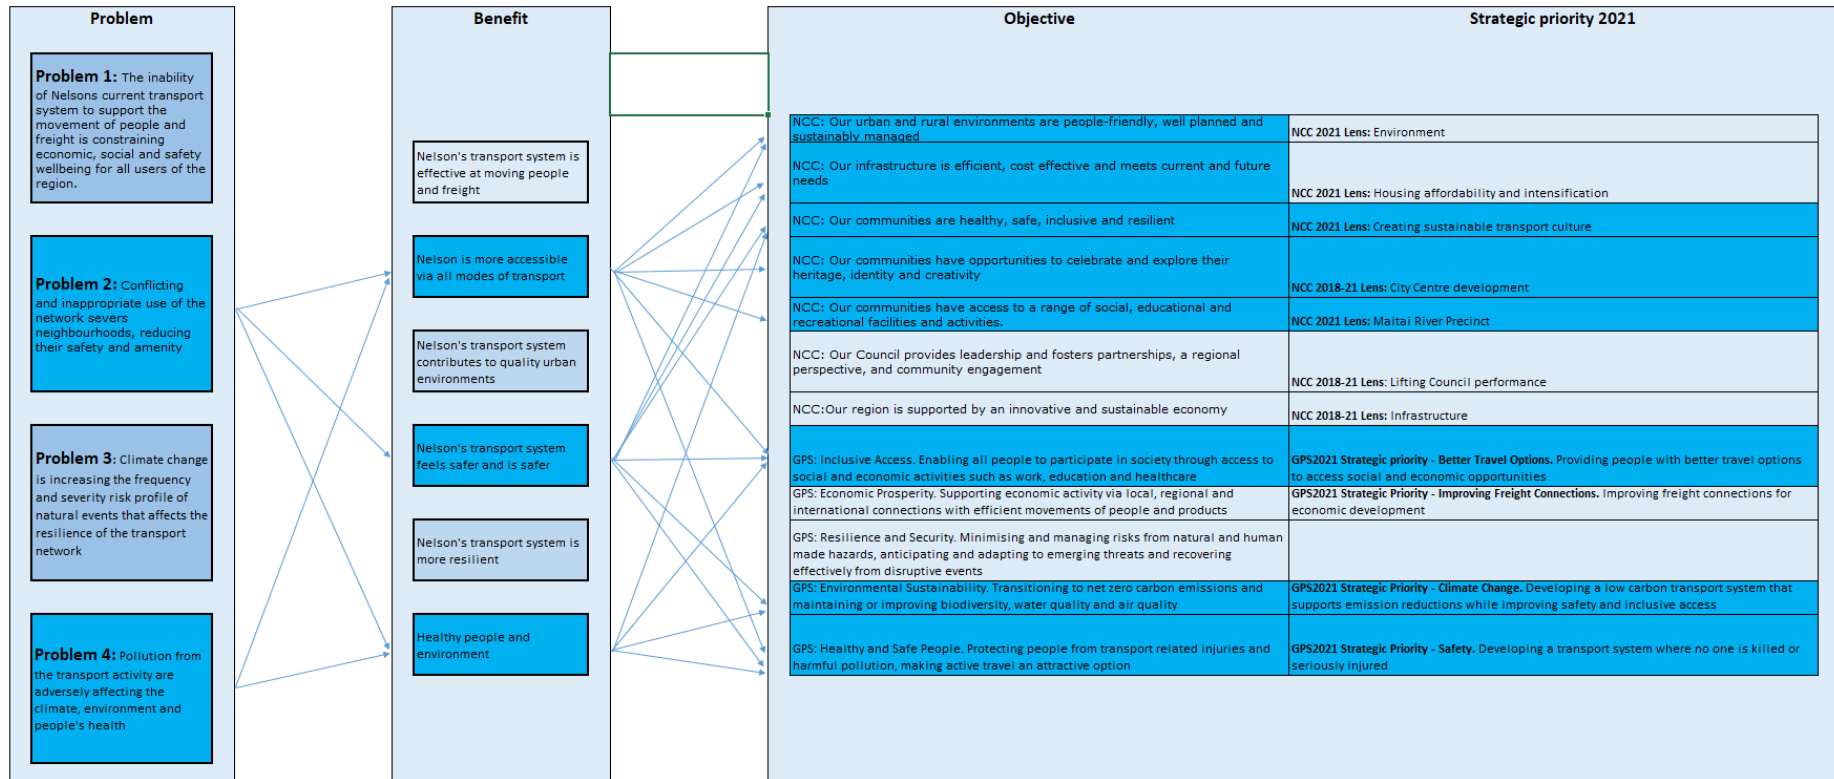 Problem
Problem 1: The inability
of Nelsons current transport
system to support the
movement of people and
freight is constraining
economic, social and safety
wellbeing for all users of the
region.
Problem 2: Conflicting
and inappropriate use of the
network severs
neighbourhoods, reducing
their safety and amenity
Problem 3: Climate change
is increasing the frequency
and severity risk profile of
natural events that affects the
resilience of the transport
network
Problem 4: Pollution from
the transport activity are
adversely affecting the
climate, environment and
people's health
Benefit
Nelson's transport system is
effective at moving people
and freight
Nelson is more accessible
via all modes of transport
Nelson's transport system
contributes to quality urban
environments
Nelson's transport system
feels safer and is safer
Nelson's transport system is
more resilient
Healthy people and
environment
Objective
Strategic priority 2021
NCC: Our urban and rural environments are people-friendly, well planned and
sustainably managed
NCC 2021 Lens: Environment
NCC: Our infrastructure is efficient, cost effective and meets current and future
needs
NCC 2021 Lens: Housing affordability and intensification
NCC: Our communities are healthy, safe, inclusive and resilient
NCC 2021 Lens: Creating sustainable transport culture
NCC: Our communities have opportunities to celebrate and explore their
heritage, identity and creativity
NCC 2018-21 Lens: City Centre development
NCC: Our communities have access to a range of social, educational and
recreational facilities and activities.
NCC 2021 Lens: Maitai River Precinct
NCC: Our Council provides leadership and fosters partnerships, a regional
perspective, and community engagement
NCC 2018-21 Lens: Lifting Council performance
NCC:Our region is supported by an innovative and sustainable economy
NCC 2018-21 Lens: Infrastructure
GPS: Inclusive Access. Enabling all people to participate in society through access to
social and economic activities such as work, education and healthcare
GPS2021 Strategic priority - Better Travel Options. Providing people with better travel options
to access social and economic opportunities
GPS: Economic Prosperity. Supporting economic activity via local, regional and
international connections with efficient movements of people and products
GPS2021 Strategic Priority - Improving Freight Connections. Improving freight connections for
economic development
GPS: Resilience and Security. Minimising and managing risks from natural and human
made hazards, anticipating and adapting to emerging threats and recovering
effectively from disruptive events
GPS: Environmental Sustainability. Transitioning to net zero carbon emissions and
maintaining or improving biodiversity, water quality and air quality
GPS2021 Strategic Priority - Climate Change. Developing a low carbon transport system that
supports emission reductions while improving safety and inclusive access
GPS: Healthy and Safe People. Protecting people from transport related injuries and
harmful pollution, making active travel an attractive option
GPS2021 Strategic Priority - Safety. Developing a transport system where no one is killed or
seriously injured